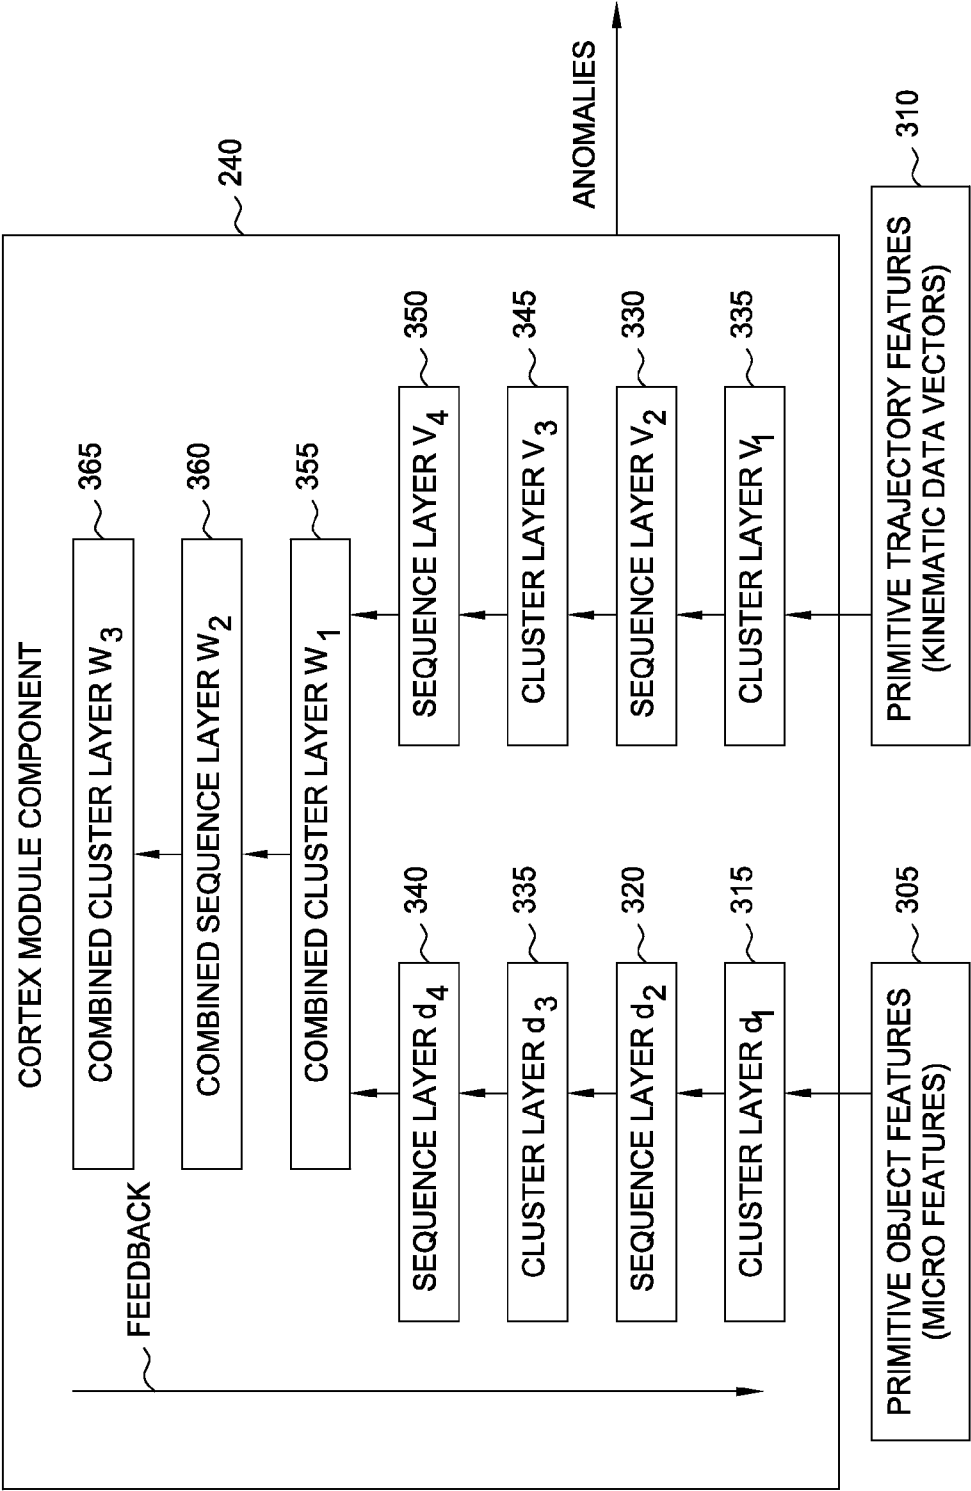 CORTEX MODULE COMPONENT
240
FEEDBACK
COMBINED CLUSTER LAYER W3
365
COMBINED SEQUENCE LAYER W2
360
COMBINED CLUSTER LAYER W1
355
SEQUENCE LAYER d4
340
SEQUENCE LAYER V4
350
CLUSTER LAYER d3
335
CLUSTER LAYER V3
345
SEQUENCE LAYER d2
320
SEQUENCE LAYER V2
330
CLUSTER LAYER d1
315
CLUSTER LAYER V1
335
ANOMALIES
PRIMITIVE OBJECT FEATURES
(MICRO FEATURES)
305
PRIMITIVE TRAJECTORY FEATURES
(KINEMATIC DATA VECTORS)
310